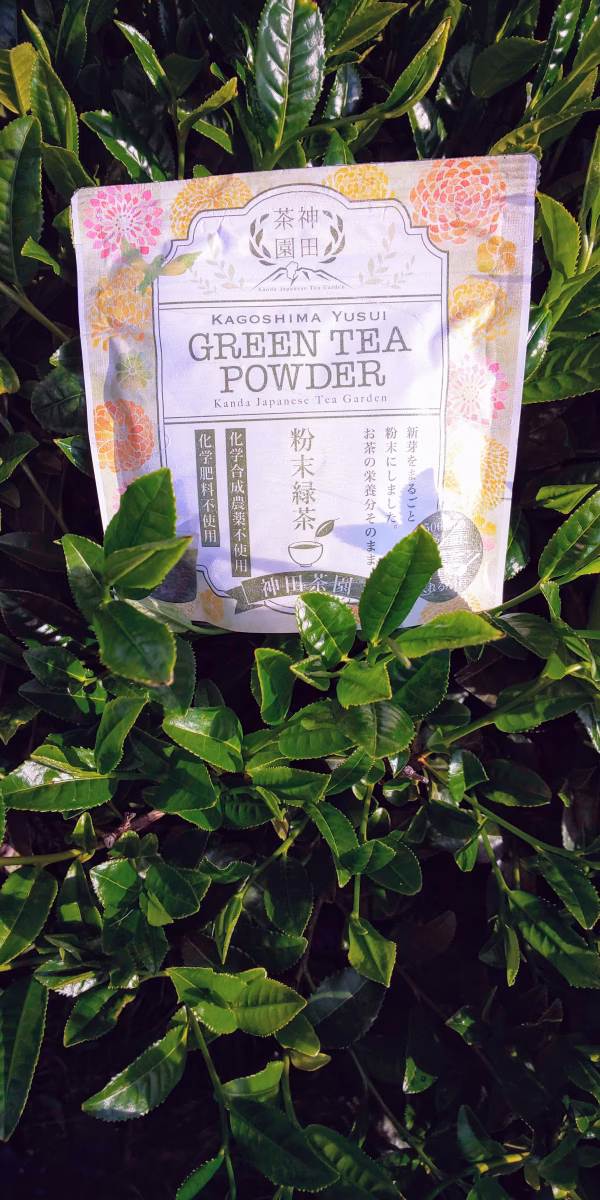 神田
茶園
Kanda Japanese Tea Garden
KAGOSHIMA YUSUI
GREEN TEA
POWDER
Kanda Japanese Tea Garden
新芽をまるごと
粉末にしました。
お茶の栄養分そのまま
粉末緑茶
化学合成農薬不使用
化学肥料不使用
神田茶園